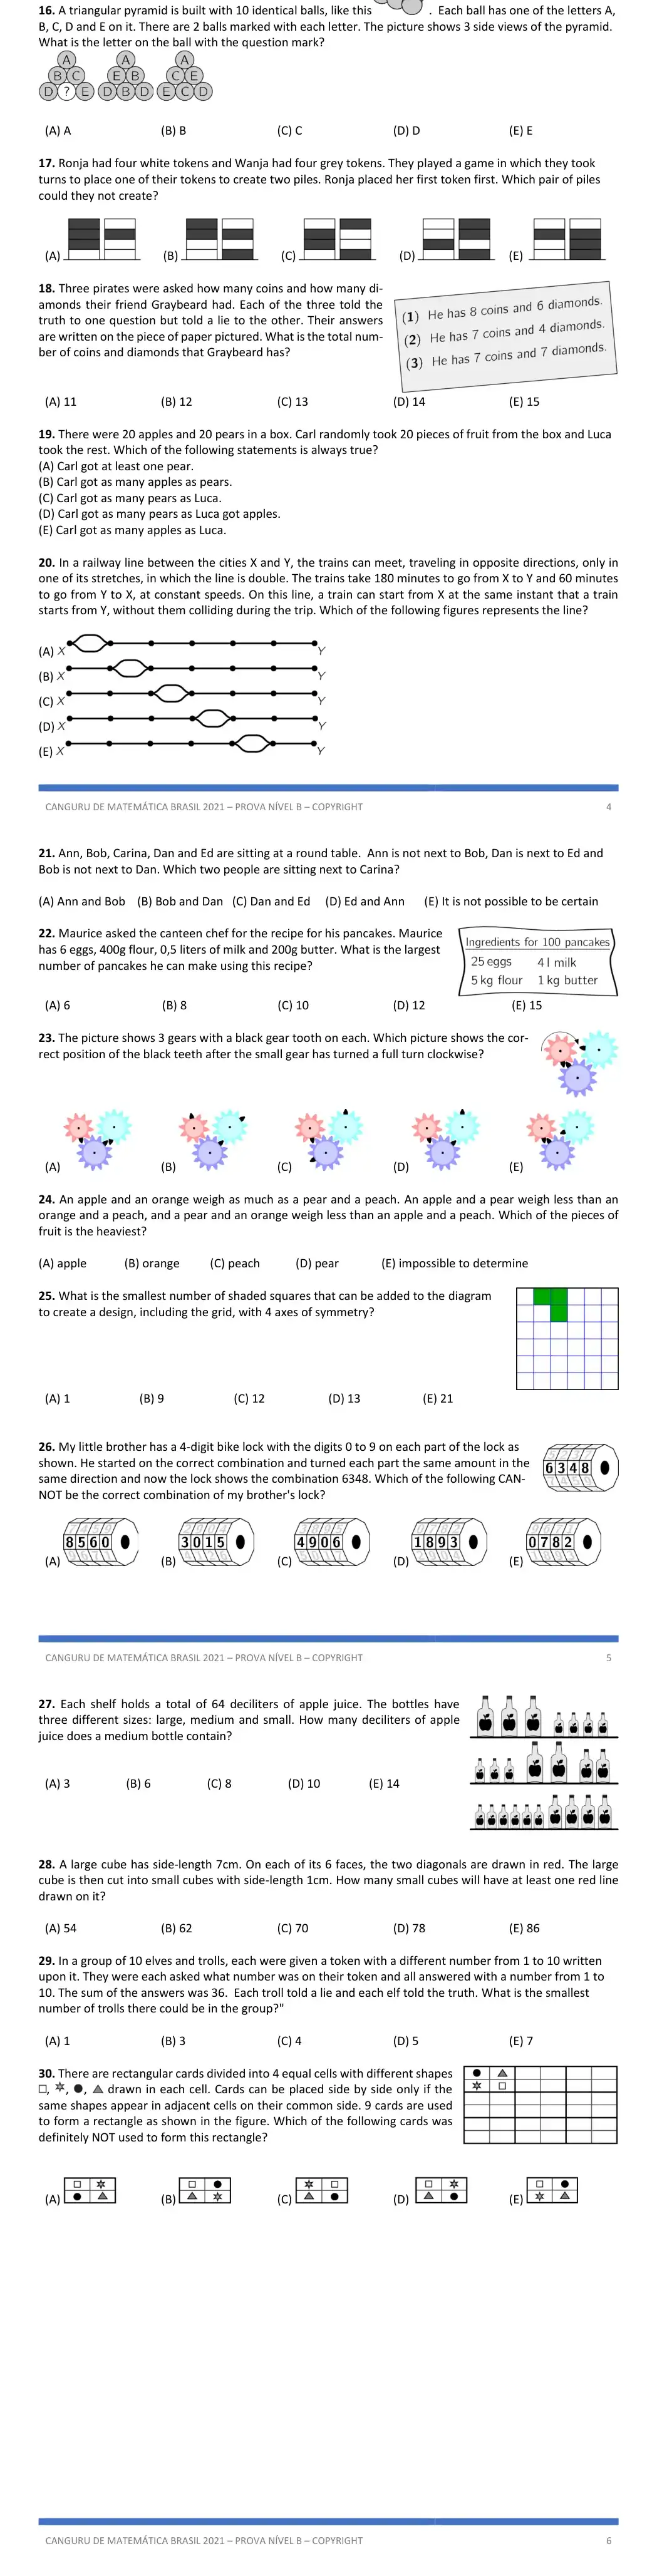 16. A triangular pyramid is built with 10 identical balls, like this . Each ball has one of the letters A,
B, C, D and E on it. There are 2 balls marked with each letter. The picture shows 3 side views of the pyramid.
What is the letter on the ball with the question mark?
A A A
B C E B C E
D ? E D B D E C D
(A) A (B) B (C) C (D) D (E) E
17. Ronja had four white tokens and Wanja had four grey tokens. They played a game in which they took
turns to place one of their tokens to create two piles. Ronja placed her first token first. Which pair of piles
could they not create?
(A) (B) (C) (D) (E)
18. Three pirates were asked how many coins and how many di-
amonds their friend Graybeard had. Each of the three told the
truth to one question but told a lie to the other. Their answers
are written on the piece of paper pictured. What is the total num-
ber of coins and diamonds that Graybeard has?
(1) He has 8 coins and 6 diamonds.
(2) He has 7 coins and 4 diamonds.
(3) He has 7 coins and 7 diamonds.
(A) 11 (B) 12 (C) 13 (D) 14 (E) 15
19. There were 20 apples and 20 pears in a box. Carl randomly took 20 pieces of fruit from the box and Luca
took the rest. Which of the following statements is always true?
(A) Carl got at least one pear.
(B) Carl got as many apples as pears.
(C) Carl got as many pears as Luca.
(D) Carl got as many pears as Luca got apples.
(E) Carl got as many apples as Luca.
20. In a railway line between the cities X and Y, the trains can meet, traveling in opposite directions, only in
one of its stretches, in which the line is double. The trains take 180 minutes to go from X to Y and 60 minutes
to go from Y to X, at constant speeds. On this line, a train can start from X at the same instant that a train
starts from Y, without them colliding during the trip. Which of the following figures represents the line?
(A) X Y
(B) X Y
(C) X Y
(D) X Y
(E) X Y
CANGURU DE MATEMÁTICA BRASIL 2021 – PROVA NÍVEL B – COPYRIGHT 4
21. Ann, Bob, Carina, Dan and Ed are sitting at a round table. Ann is not next to Bob, Dan is next to Ed and
Bob is not next to Dan. Which two people are sitting next to Carina?
(A) Ann and Bob (B) Bob and Dan (C) Dan and Ed (D) Ed and Ann (E) It is not possible to be certain
22. Maurice asked the canteen chef for the recipe for his pancakes. Maurice
has 6 eggs, 400g flour, 0,5 liters of milk and 200g butter. What is the largest
number of pancakes he can make using this recipe?
Ingredients for 100 pancakes
25 eggs 4 l milk
5 kg flour 1 kg butter
(A) 6 (B) 8 (C) 10 (D) 12 (E) 15
23. The picture shows 3 gears with a black gear tooth on each. Which picture shows the cor-
rect position of the black teeth after the small gear has turned a full turn clockwise?
(A) (B) (C) (D) (E)
24. An apple and an orange weigh as much as a pear and a peach. An apple and a pear weigh less than an
orange and a peach, and a pear and an orange weigh less than an apple and a peach. Which of the pieces of
fruit is the heaviest?
(A) apple (B) orange (C) peach (D) pear (E) impossible to determine
25. What is the smallest number of shaded squares that can be added to the diagram
to create a design, including the grid, with 4 axes of symmetry?
(A) 1 (B) 9 (C) 12 (D) 13 (E) 21
26. My little brother has a 4-digit bike lock with the digits 0 to 9 on each part of the lock as
shown. He started on the correct combination and turned each part the same amount in the
same direction and now the lock shows the combination 6348. Which of the following CAN-
NOT be the correct combination of my brother's lock?
6 3 4 8
(A) 8 5 6 0 (B) 3 0 1 5 (C) 4 9 0 6 (D) 1 8 9 3 (E) 0 7 8 2
CANGURU DE MATEMÁTICA BRASIL 2021 – PROVA NÍVEL B – COPYRIGHT 5
27. Each shelf holds a total of 64 deciliters of apple juice. The bottles have
three different sizes: large, medium and small. How many deciliters of apple
juice does a medium bottle contain?
(A) 3 (B) 6 (C) 8 (D) 10 (E) 14
28. A large cube has side-length 7cm. On each of its 6 faces, the two diagonals are drawn in red. The large
cube is then cut into small cubes with side-length 1cm. How many small cubes will have at least one red line
drawn on it?
(A) 54 (B) 62 (C) 70 (D) 78 (E) 86
29. In a group of 10 elves and trolls, each were given a token with a different number from 1 to 10 written
upon it. They were each asked what number was on their token and all answered with a number from 1 to
10. The sum of the answers was 36. Each troll told a lie and each elf told the truth. What is the smallest
number of trolls there could be in the group?"
(A) 1 (B) 3 (C) 4 (D) 5 (E) 7
30. There are rectangular cards divided into 4 equal cells with different shapes
drawn in each cell. Cards can be placed side by side only if the
same shapes appear in adjacent cells on their common side. 9 cards are used
to form a rectangle as shown in the figure. Which of the following cards was
definitely NOT used to form this rectangle?
(A) (B) (C) (D) (E)
CANGURU DE MATEMÁTICA BRASIL 2021 – PROVA NÍVEL B – COPYRIGHT 6